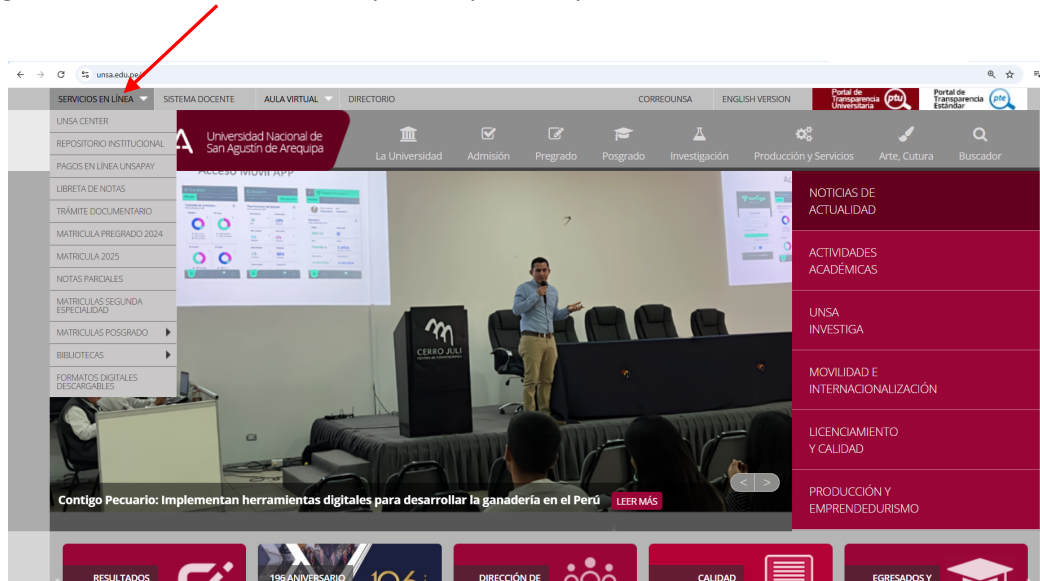 unsa.edu.pe
SERVICIOS EN LÍNEA
SISTEMA DOCENTE
AULA VIRTUAL
DIRECTORIO
CORREOUNSA
ENGLISH VERSION
Portal de
Transparencia
Universitaria
ptu
Portal de
Transparencia
Estándar
pte
UNSA CENTER
REPOSITORIO INSTITUCIONAL
PAGOS EN LÍNEA UNSAPAY
LIBRETA DE NOTAS
TRÁMITE DOCUMENTARIO
MATRICULA PREGRADO 2024
MATRICULA 2025
NOTAS PARCIALES
MATRICULAS SEGUNDA
ESPECIALIDAD
MATRICULAS POSGRADO
BIBLIOTECAS
FORMATOS DIGITALES
DESCARGABLES
Universidad Nacional de
San Agustín de Arequipa
La Universidad
Admisión
Pregrado
Posgrado
Investigación
Producción y Servicios
Arte, Cutura
Buscador
Acceso Móvil APP
CERRO JULI
NOTICIAS DE
ACTUALIDAD
ACTIVIDADES
ACADÉMICAS
UNSA
INVESTIGA
MOVILIDAD E
INTERNACIONALIZACIÓN
LICENCIAMIENTO
Y CALIDAD
PRODUCCIÓN Y
EMPRENDEDURISMO
Contigo Pecuario: Implementan herramientas digitales para desarrollar la ganadería en el Perú
LEER MÁS
< >
RESULTADOS
196 ANIVERSARIO
DIRECCIÓN DE
CALIDAD
EGRESADOS Y